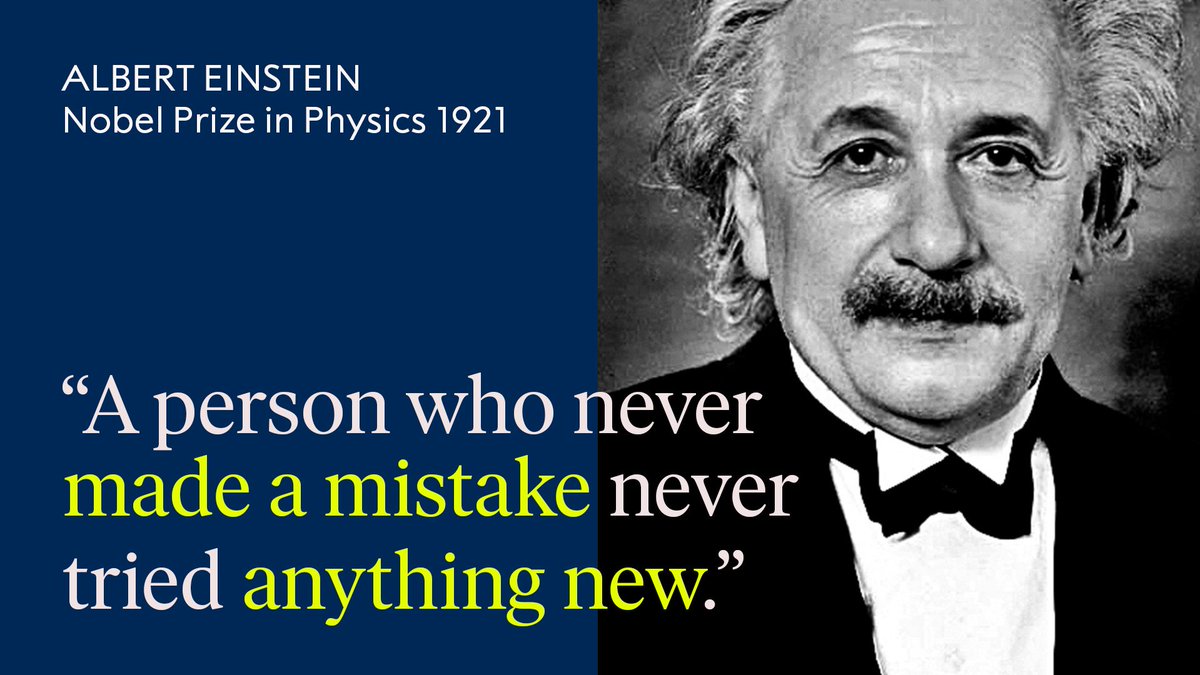 ALBERT EINSTEIN
Nobel Prize in Physics 1921
“A person who never
made a mistake never
tried anything new.”